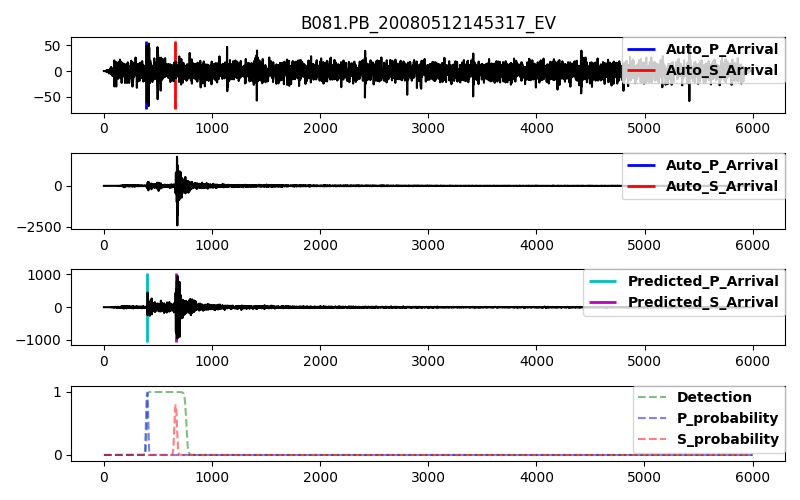 B081.PB_20080512145317_EV
50
0
−50
Auto_P_Arrival
Auto_S_Arrival
0 1000 2000 3000 4000 5000 6000
0
−2500
Auto_P_Arrival
Auto_S_Arrival
0 1000 2000 3000 4000 5000 6000
1000
0
−1000
Predicted_P_Arrival
Predicted_S_Arrival
0 1000 2000 3000 4000 5000 6000
1
0
Detection
P_probability
S_probability
0 1000 2000 3000 4000 5000 6000